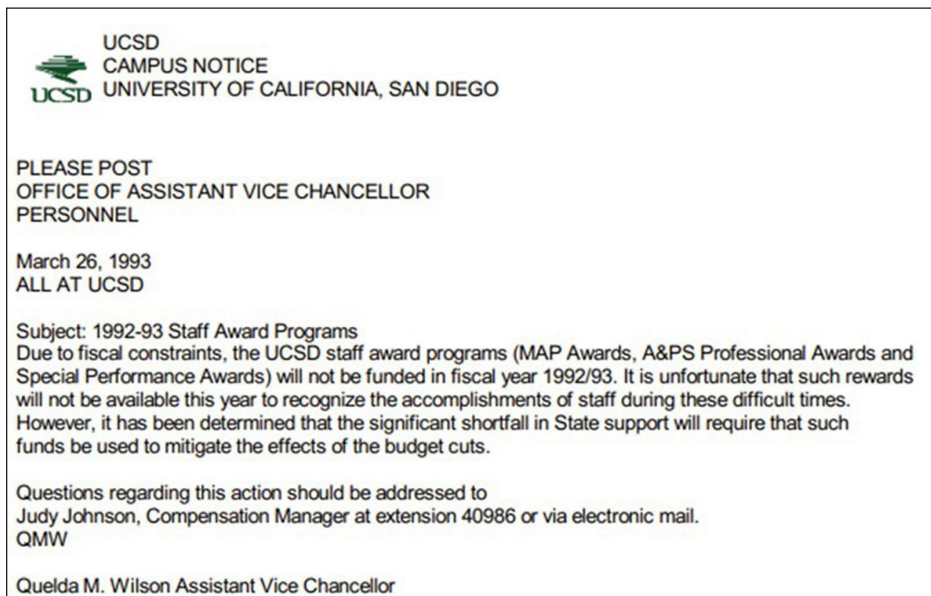 UCSD
CAMPUS NOTICE
UCSD UNIVERSITY OF CALIFORNIA, SAN DIEGO
PLEASE POST
OFFICE OF ASSISTANT VICE CHANCELLOR
PERSONNEL
March 26, 1993
ALL AT UCSD
Subject: 1992-93 Staff Award Programs
Due to fiscal constraints, the UCSD staff award programs (MAP Awards, A&PS Professional Awards and
Special Performance Awards) will not be funded in fiscal year 1992/93. It is unfortunate that such rewards
will not be available this year to recognize the accomplishments of staff during these difficult times.
However, it has been determined that the significant shortfall in State support will require that such
funds be used to mitigate the effects of the budget cuts.
Questions regarding this action should be addressed to
Judy Johnson, Compensation Manager at extension 40986 or via electronic mail.
QMW
Quelda M. Wilson Assistant Vice Chancellor